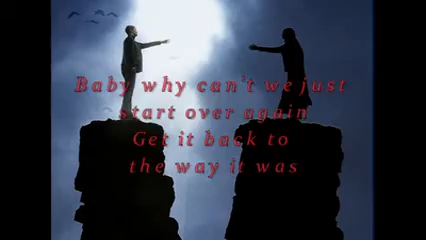 Baby why can't we just
start over again
Get it back to
the way it was